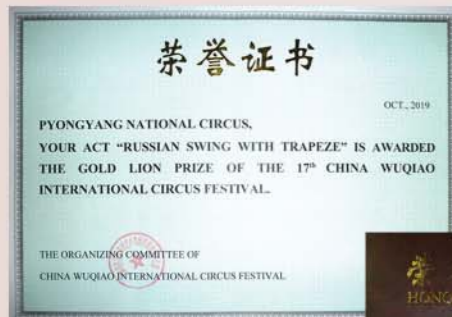 荣誉证书
OCT., 2019
PYONGYANG NATIONAL CIRCUS,
YOUR ACT “RUSSIAN SWING WITH TRAPEZE” IS AWARDED
THE GOLD LION PRIZE OF THE 17th CHINA WUQIAO
INTERNATIONAL CIRCUS FESTIVAL.
THE ORGANIZING COMMITTEE OF
CHINA WUQIAO INTERNATIONAL CIRCUS FESTIVAL
荣
HONG